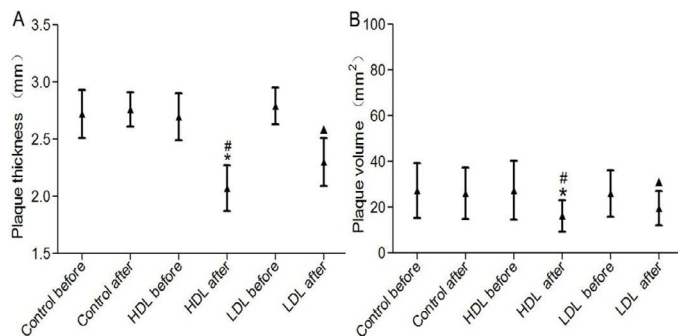 A
Plaque thickness （mm）
3.0
2.5
2.0
1.5
#
*
Control before
Control after
HDL before
HDL after
LDL before
LDL after
B
Plaque volume （mm²）
100
80
60
40
20
0
#
*
Control before
Control after
HDL before
HDL after
LDL before
LDL after